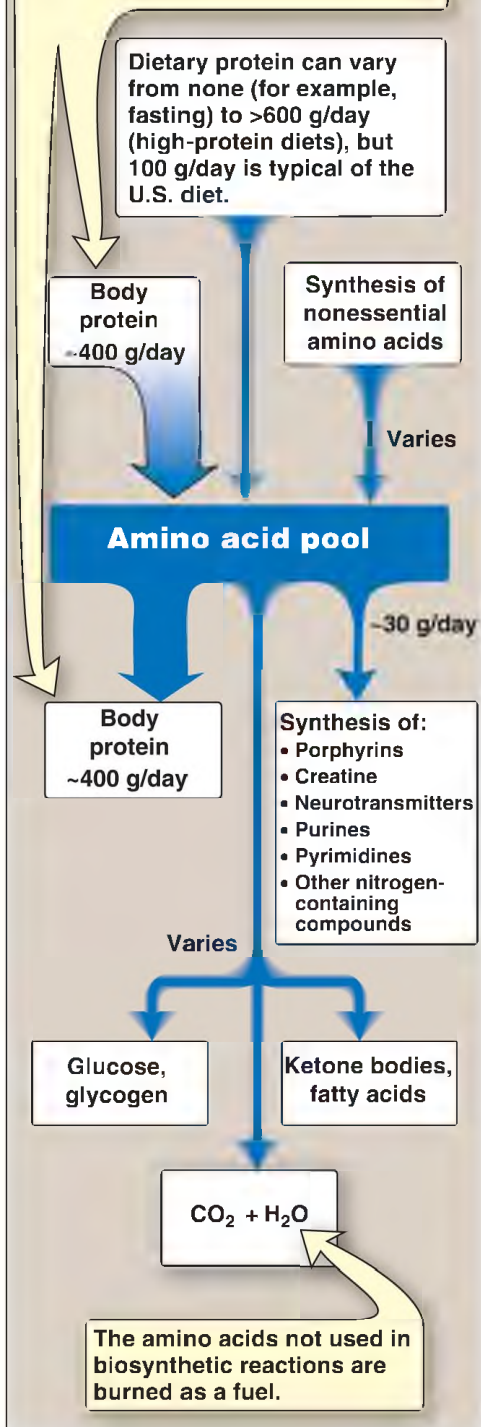 Dietary protein can vary
from none (for example,
fasting) to >600 g/day
(high-protein diets), but
100 g/day is typical of the
U.S. diet.
Body
protein
~400 g/day
Synthesis of
nonessential
amino acids
Varies
Amino acid pool
~30 g/day
Body
protein
~400 g/day
Synthesis of:
• Porphyrins
• Creatine
• Neurotransmitters
• Purines
• Pyrimidines
• Other nitrogen-
containing
compounds
Varies
Glucose,
glycogen
Ketone bodies,
fatty acids
CO₂ + H₂O
The amino acids not used in
biosynthetic reactions are
burned as a fuel.